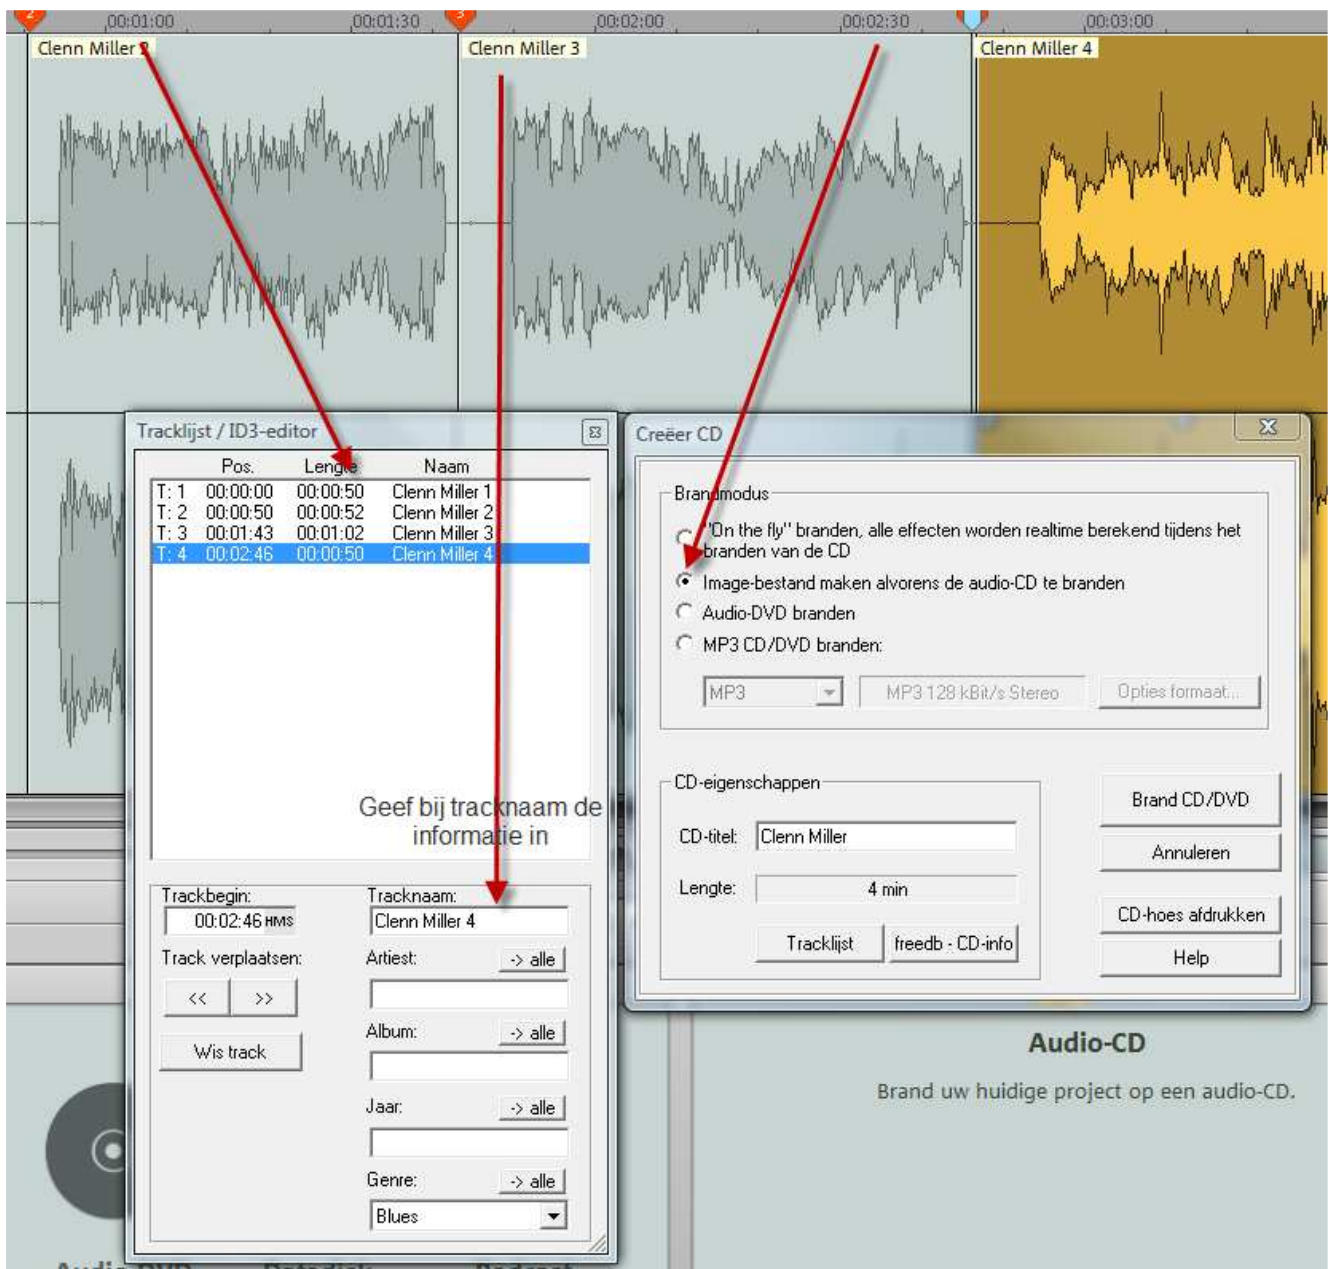 2
00:01:00
00:01:30
3
00:02:00
00:02:30
00:03:00
Clenn Miller 2
Clenn Miller 3
Clenn Miller 4
Tracklijst / ID3-editor
Pos. Lengte Naam
T: 1 00:00:00 00:00:50 Clenn Miller 1
T: 2 00:00:50 00:00:52 Clenn Miller 2
T: 3 00:01:43 00:01:02 Clenn Miller 3
T: 4 00:02:46 00:00:50 Clenn Miller 4
Geef bij tracknaam de
informatie in
Trackbegin:
00:02:46 HMS
Track verplaatsen:
<< >>
Wis track
Tracknaam:
Clenn Miller 4
Artiest: -> alle
Album: -> alle
Jaar: -> alle
Genre: -> alle
Blues
Creëer CD
Brandmodus
"On the fly" branden, alle effecten worden realtime berekend tijdens het
branden van de CD
Image-bestand maken alvorens de audio-CD te branden
Audio-DVD branden
MP3 CD/DVD branden:
MP3 MP3 128 kBit/s Stereo Opties formaat...
CD-eigenschappen
CD-titel: Clenn Miller
Lengte: 4 min
Tracklijst freedb - CD-info
Brand CD/DVD
Annuleren
CD-hoes afdrukken
Help
Audio-CD
Brand uw huidige project op een audio-CD.
Audio-DVD Datadisk Podcast